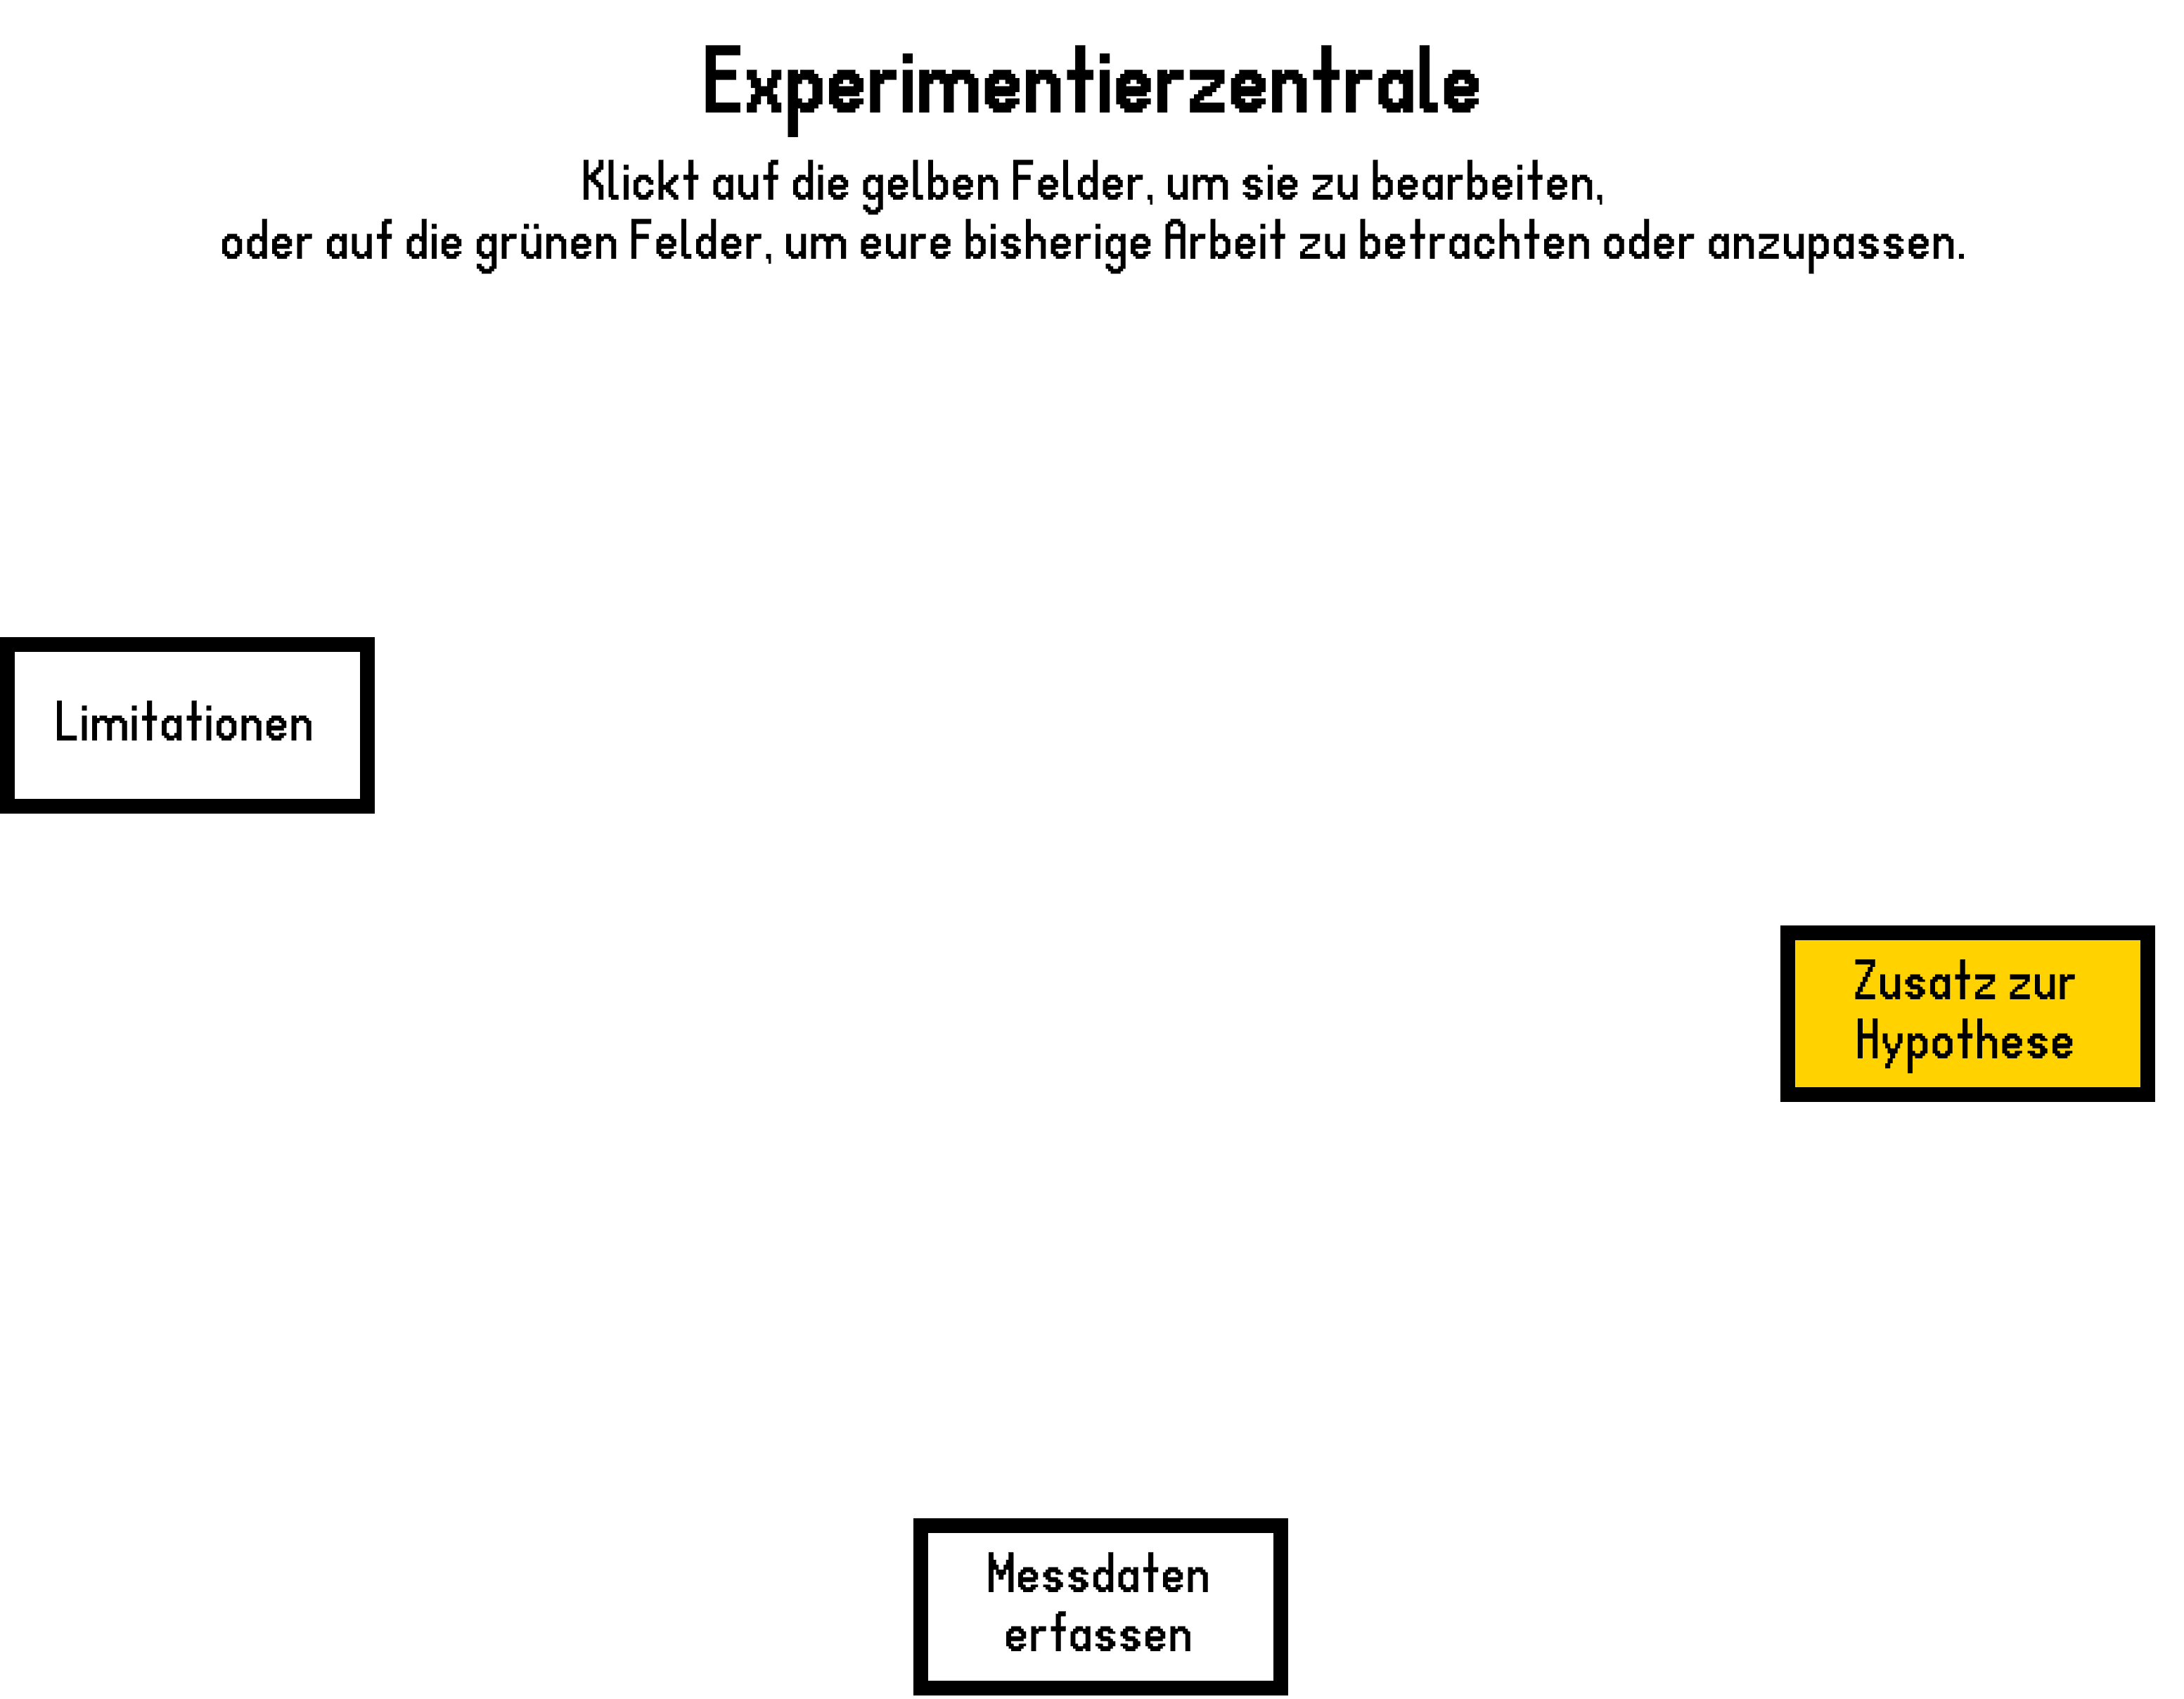 Experimentierzentrale
Klickt auf die gelben Felder, um sie zu bearbeiten,
oder auf die grünen Felder, um eure bisherige Arbeit zu betrachten oder anzupassen.
Limitationen
Zusatz zur
Hypothese
Messdaten
erfassen